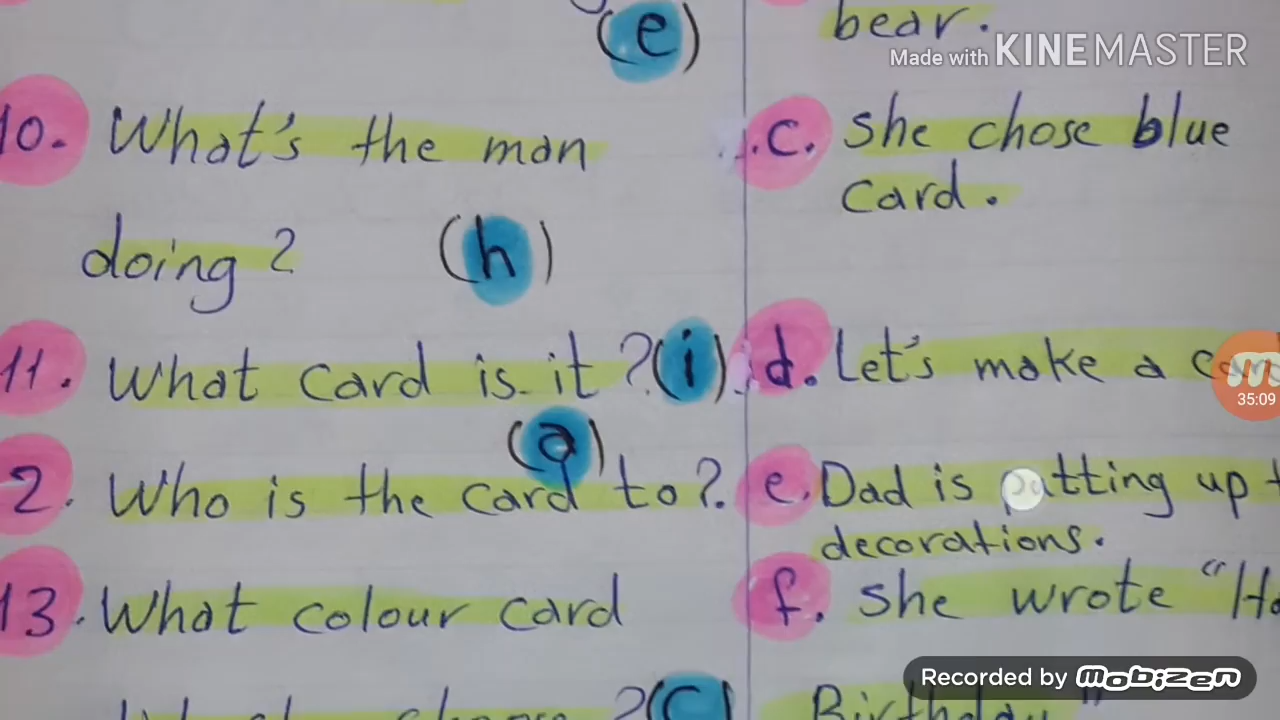 (e)
10. What's the man
doing? (h)
11. What card is it? (i)
(a)
2. Who is the card to?.
13. What colour card
?(C)
bear.
.C. She chose blue
card.
d. Let's make a
e. Dad is putting up
decorations.
f. She wrote "Ha
Birthday"
Made with KINEMASTER
35:09
Recorded by mobizen